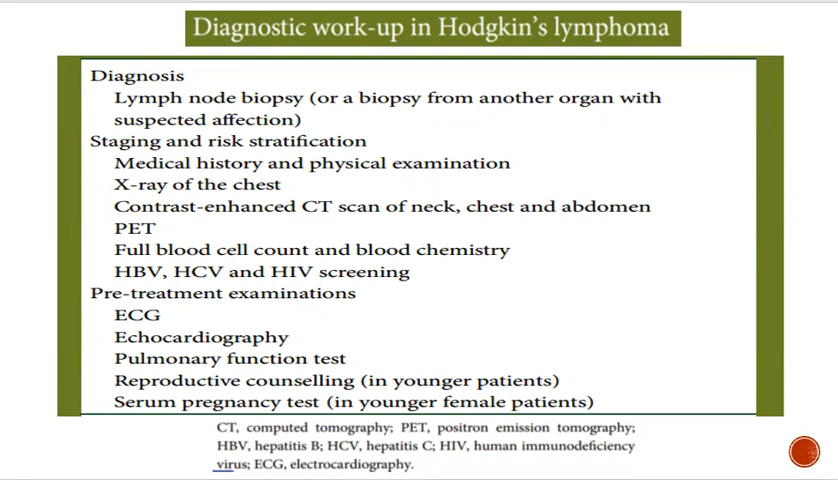 Diagnostic work-up in Hodgkin's lymphoma
Diagnosis
Lymph node biopsy (or a biopsy from another organ with
suspected affection)
Staging and risk stratification
Medical history and physical examination
X-ray of the chest
Contrast-enhanced CT scan of neck, chest and abdomen
PET
Full blood cell count and blood chemistry
HBV, HCV and HIV screening
Pre-treatment examinations
ECG
Echocardiography
Pulmonary function test
Reproductive counselling (in younger patients)
Serum pregnancy test (in younger female patients)
CT, computed tomography; PET, positron emission tomography;
HBV, hepatitis B; HCV, hepatitis C; HIV, human immunodeficiency
virus; ECG, electrocardiography.